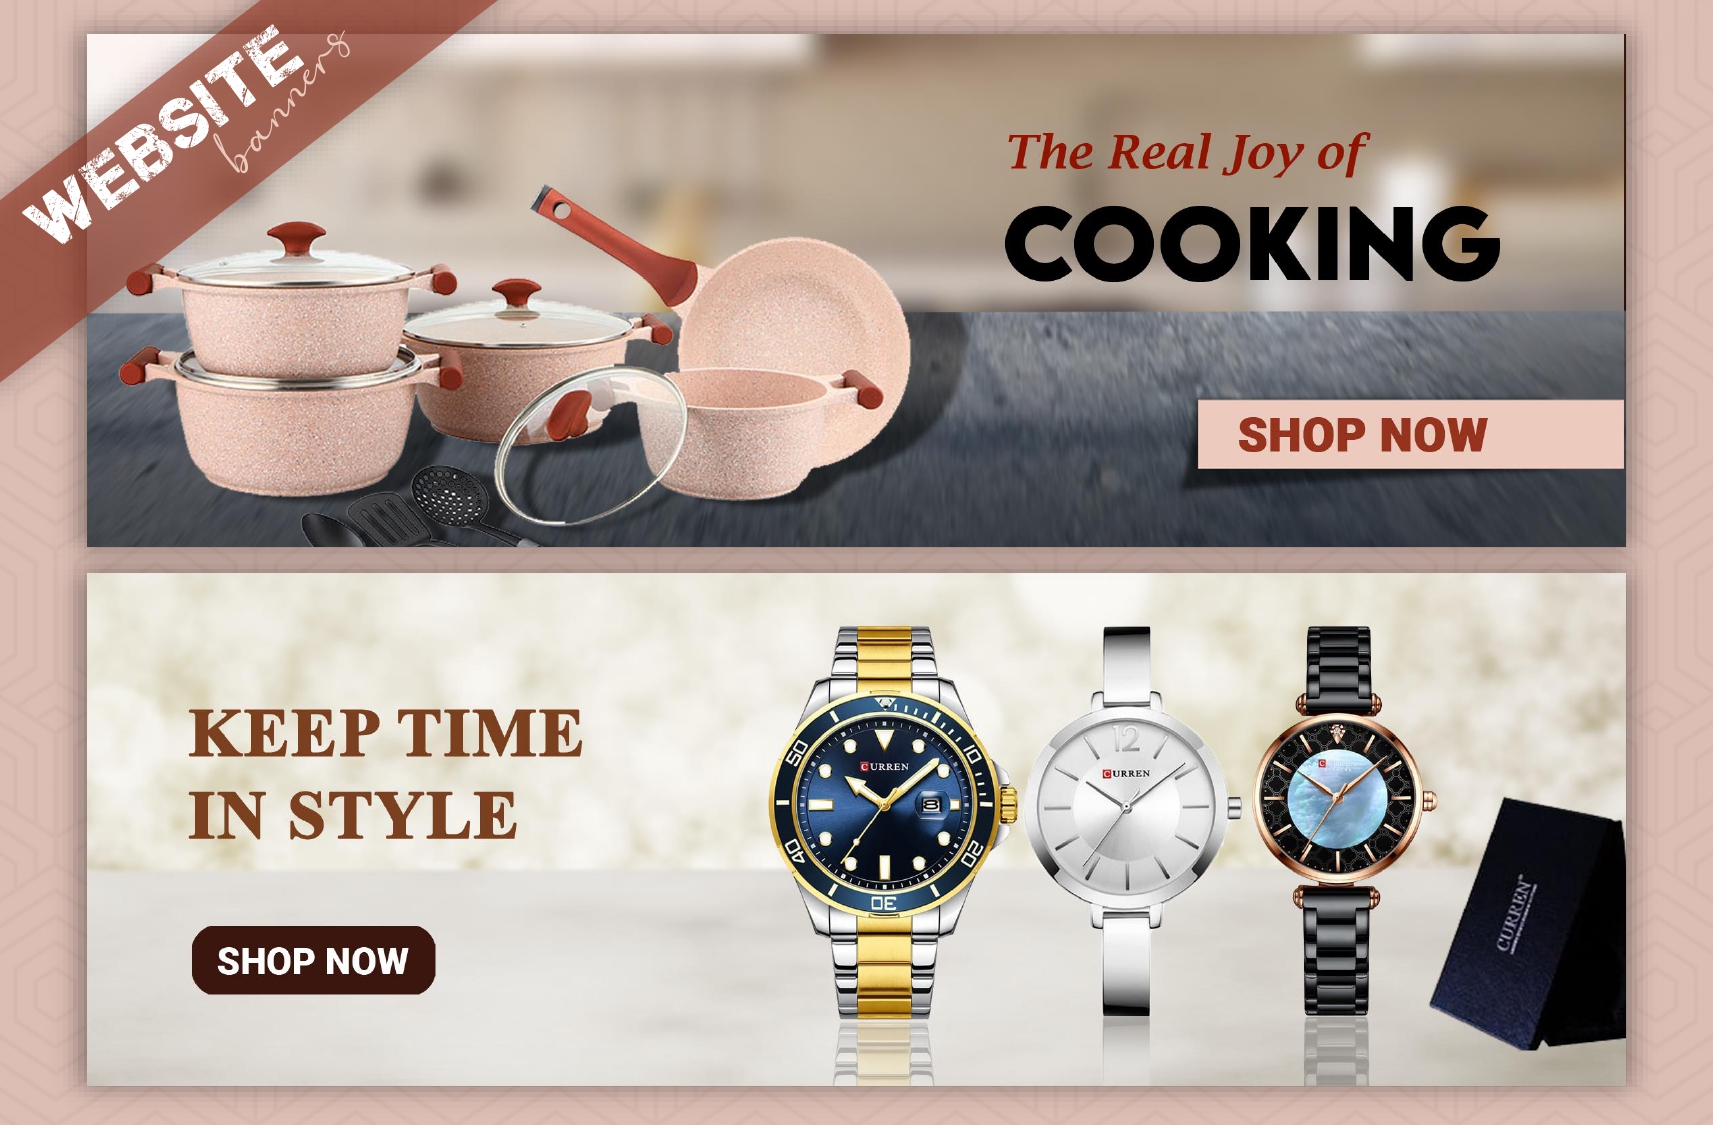 WEBSITE
banners
The Real Joy of
COOKING
SHOP NOW
KEEP TIME
IN STYLE
SHOP NOW
CURREN
8
50
10
40
20
30
12
CURREN
CURREN